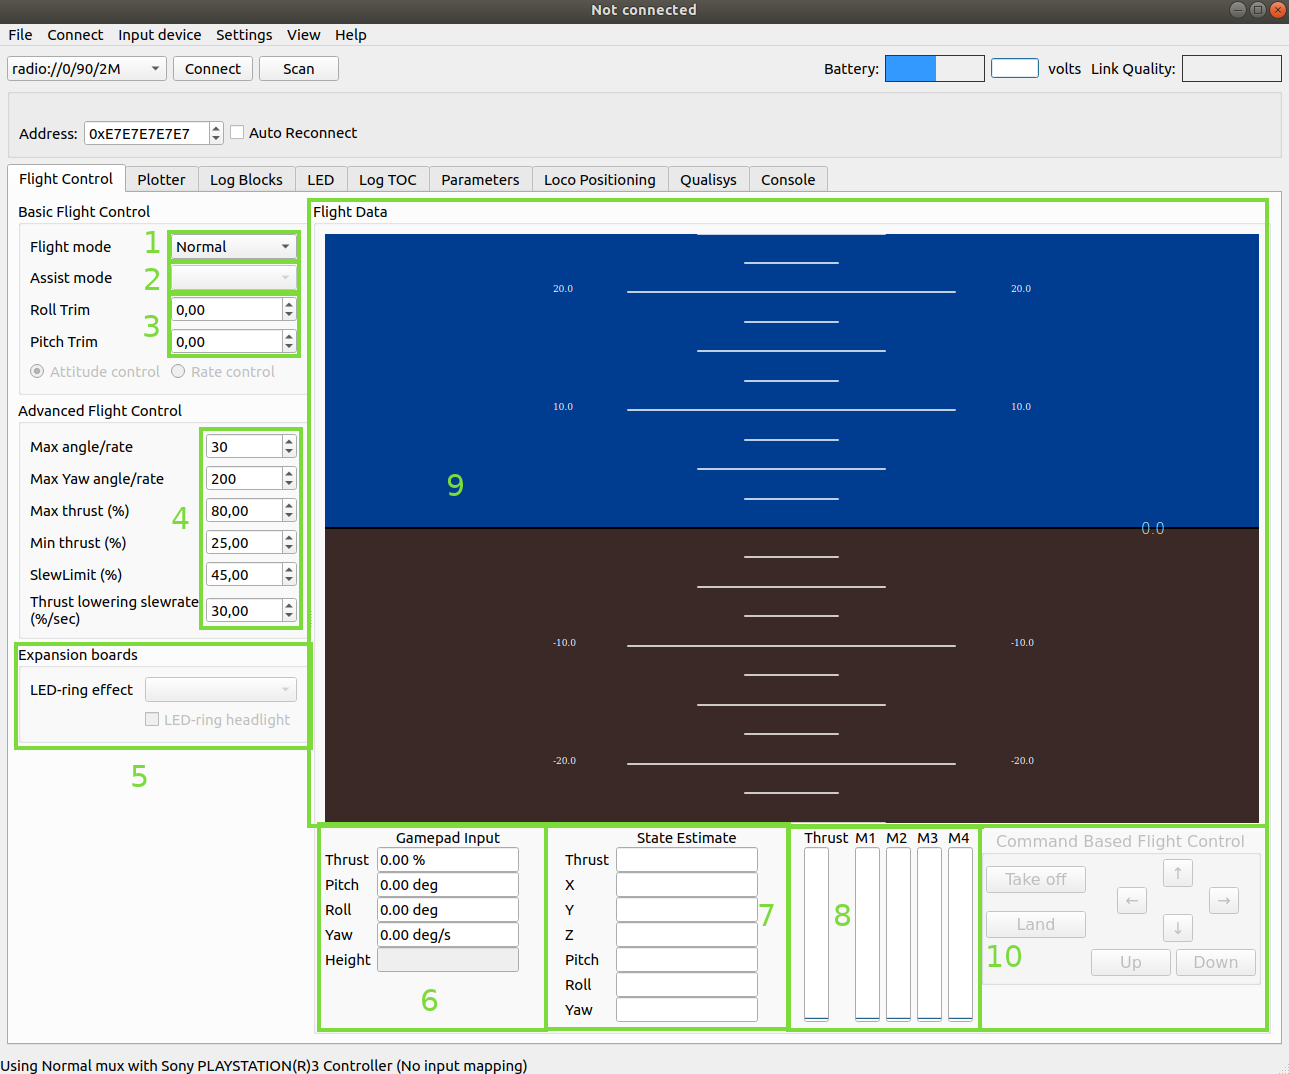 Not connected
File Connect Input device Settings View Help
radio://0/90/2M Connect Scan Battery: volts Link Quality:
Address: 0xE7E7E7E7E7 Auto Reconnect
Flight Control Plotter Log Blocks LED Log TOC Parameters Loco Positioning Qualisys Console
Basic Flight Control
Flight mode 1 Normal
Assist mode 2
Roll Trim 0,00
3
Pitch Trim 0,00
Attitude control Rate control
Advanced Flight Control
Max angle/rate 30
Max Yaw angle/rate 200
Max thrust (%) 4 80,00
Min thrust (%) 25,00
SlewLimit (%) 45,00
Thrust lowering slewrate
(%/sec) 30,00
Expansion boards
LED-ring effect
LED-ring headlight
5
Flight Data
20.0 20.0
10.0 10.0
9
0.0
-10.0 -10.0
-20.0 -20.0
Gamepad Input
Thrust 0.00 %
Pitch 0.00 deg
Roll 0.00 deg
Yaw 0.00 deg/s
Height
6
State Estimate
Thrust
X
Y
7
Z
Pitch
Roll
Yaw
Thrust M1 M2 M3 M4
8
Command Based Flight Control
Take off ↑
← →
Land ↓
10
Up Down
Using Normal mux with Sony PLAYSTATION(R)3 Controller (No input mapping)